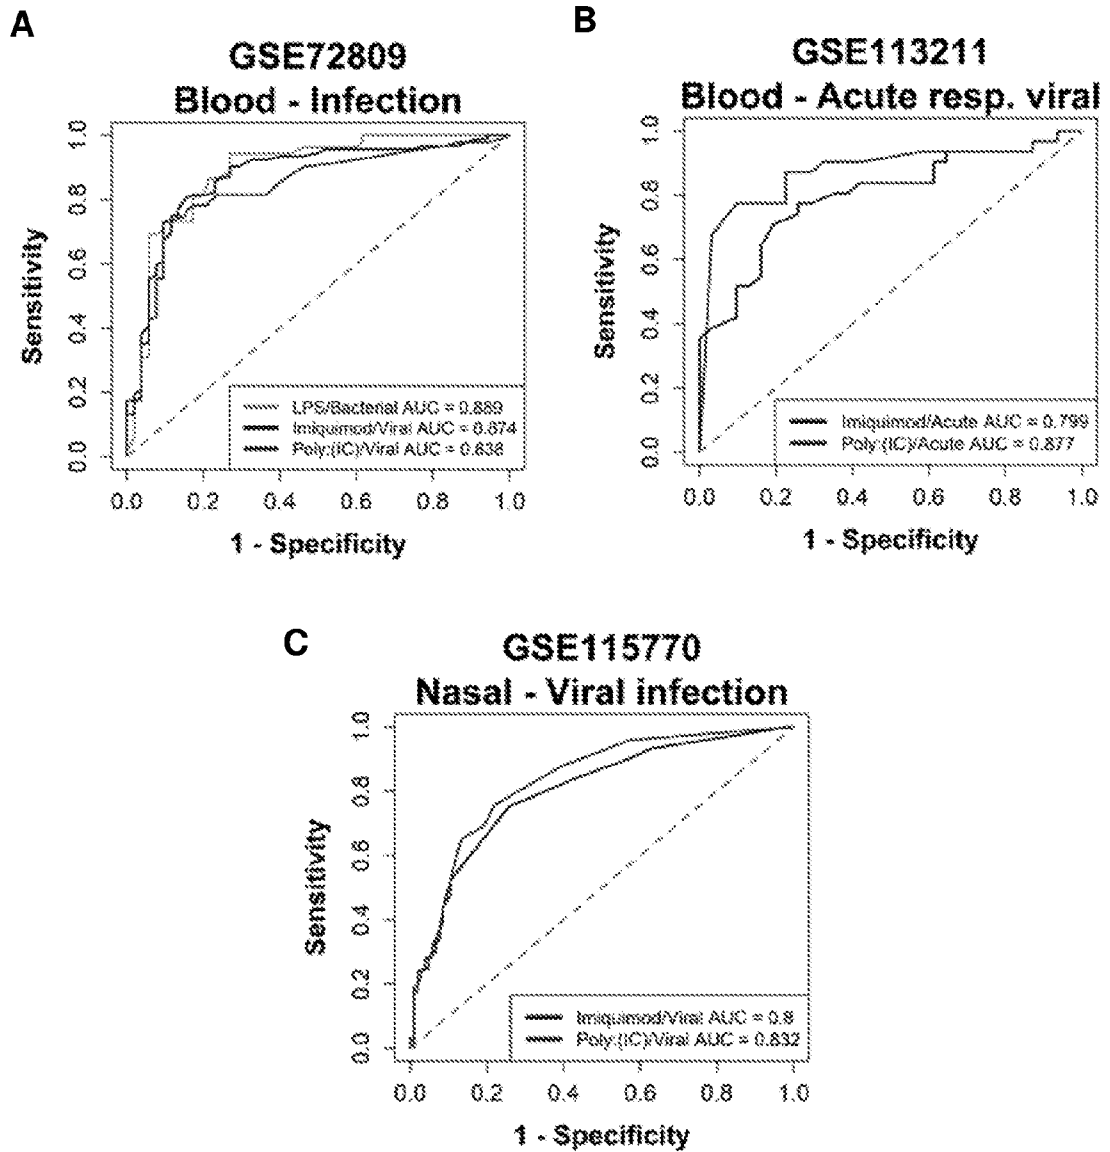 A
GSE72809
Blood - Infection
Sensitivity
0.0 0.2 0.4 0.6 0.8 1.0
LPS/Bacterial AUC = 0.889
Imiquimod/Viral AUC = 0.874
Poly:(IC)/Viral AUC = 0.838
0.0 0.2 0.4 0.6 0.8 1.0
1 - Specificity
B
GSE113211
Blood - Acute resp. viral
Sensitivity
0.0 0.2 0.4 0.6 0.8 1.0
Imiquimod/Acute AUC = 0.799
Poly:(IC)/Acute AUC = 0.877
0.0 0.2 0.4 0.6 0.8 1.0
1 - Specificity
C
GSE115770
Nasal - Viral infection
Sensitivity
0.0 0.2 0.4 0.6 0.8 1.0
Imiquimod/Viral AUC = 0.8
Poly:(IC)/Viral AUC = 0.832
0.0 0.2 0.4 0.6 0.8 1.0
1 - Specificity